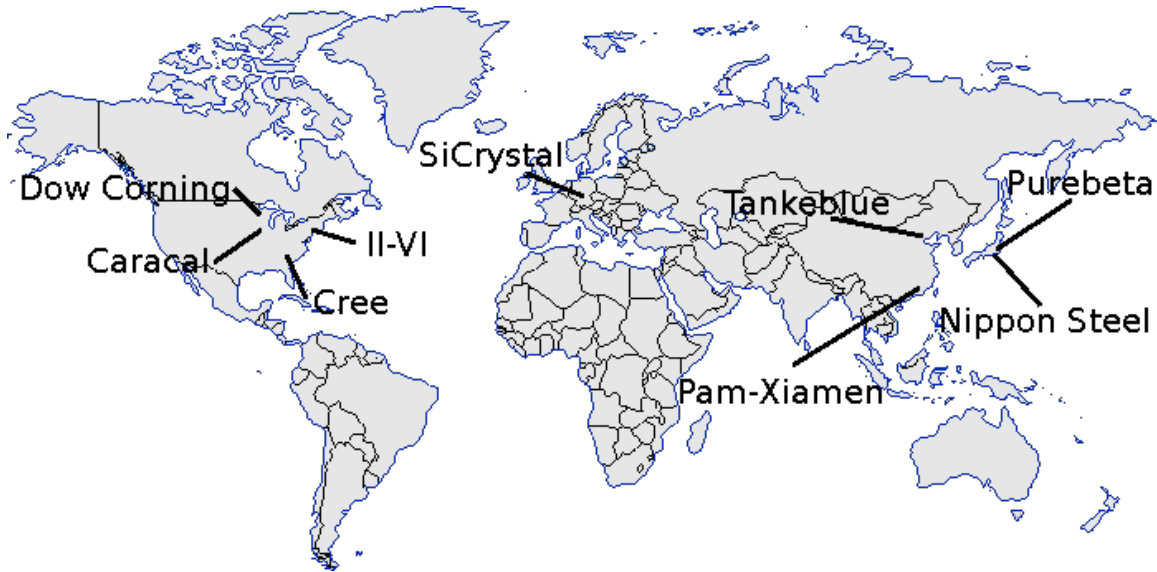 SiCrystal
Dow Corning
Purebeta
Tankeblue
II-VI
Caracal
Cree
Nippon Steel
Pam-Xiamen